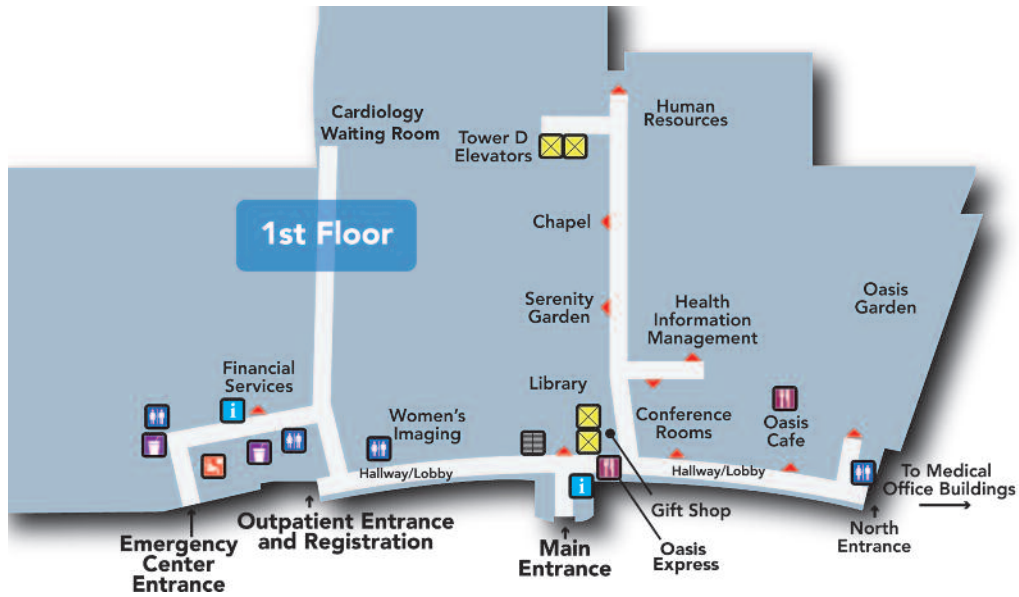 Cardiology
Waiting Room
Human
Resources
Tower D
Elevators
1st Floor
Chapel
Serenity
Garden
Health
Information
Management
Oasis
Garden
Financial
Services
i
Library
Women's
Imaging
Conference
Rooms
Oasis
Cafe
Hallway/Lobby
Hallway/Lobby
i
To Medical
Office Buildings
Gift Shop
Outpatient Entrance
and Registration
Emergency
Center
Entrance
Main
Entrance
Oasis
Express
North
Entrance